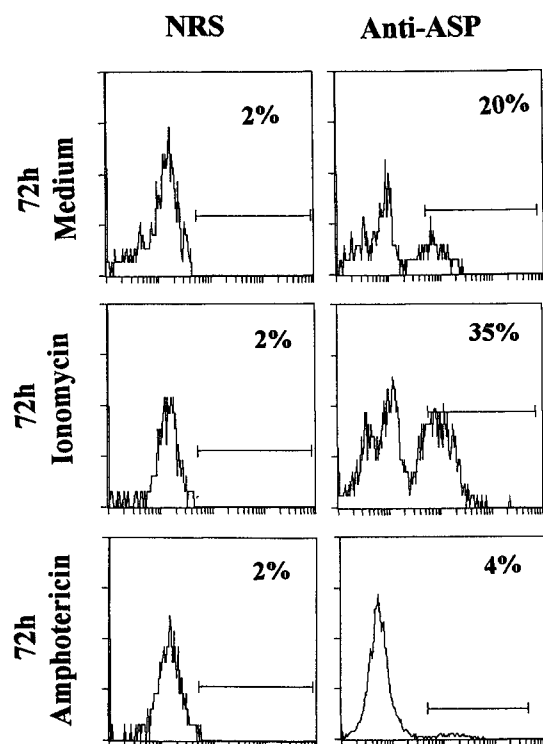 NRS Anti-ASP
72h Medium
2% 20%
72h Ionomycin
2% 35%
72h Amphotericin
2% 4%